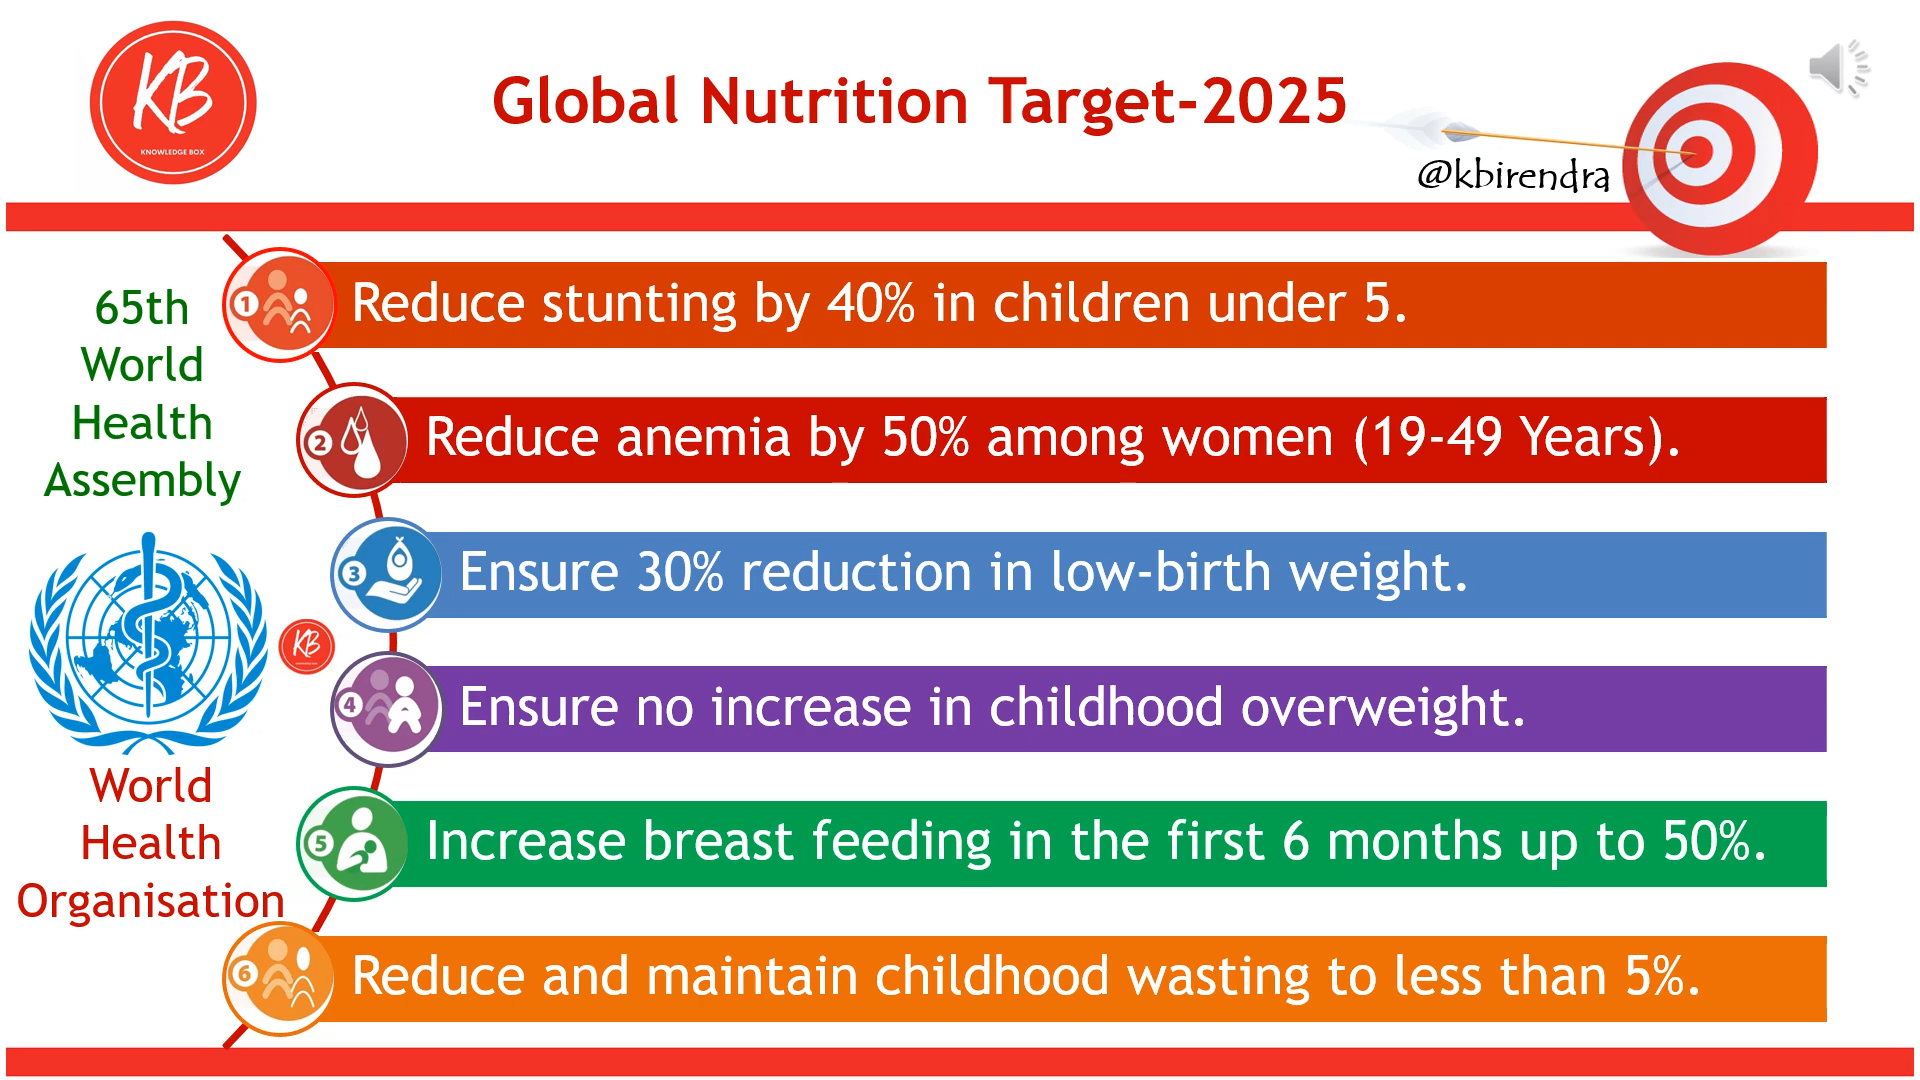 KB
KNOWLEDGE BOX
Global Nutrition Target-2025
@kbirendra
65th
World
Health
Assembly
World
Health
Organisation
1
Reduce stunting by 40% in children under 5.
2
Reduce anemia by 50% among women (19-49 Years).
3
Ensure 30% reduction in low-birth weight.
KB
4
Ensure no increase in childhood overweight.
5
Increase breast feeding in the first 6 months up to 50%.
6
Reduce and maintain childhood wasting to less than 5%.